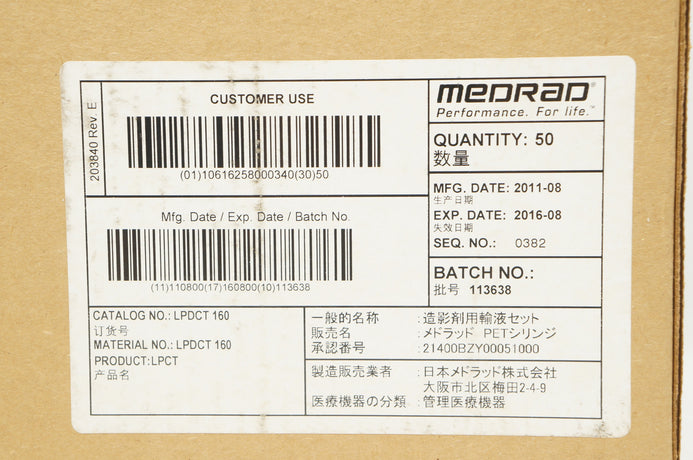 203840 Rev E
CUSTOMER USE
(01)10616258000340(30)50
Mfg. Date / Exp. Date / Batch No.
(11)110800(17)160800(10)113638
MEDRAD
Performance. For life.™
QUANTITY: 50
数量
MFG. DATE: 2011-08
生产日期
EXP. DATE: 2016-08
失效日期
SEQ. NO.: 0382
BATCH NO.:
批号 113638
CATALOG NO.: LPDCT 160
订货号
MATERIAL NO.: LPDCT 160
PRODUCT:LPCT
产品名
一般的名称 :造影剤用輸液セット
販売名 :メドラッド PETシリンジ
承認番号 :21400BZY00051000
製造販売業者 :日本メドラッド株式会社
大阪市北区梅田2-4-9
医療機器の分類 :管理医療機器